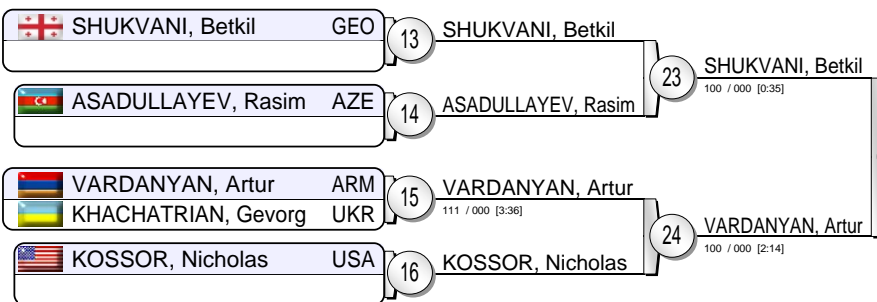 SHUKVANI, Betkil GEO
13
SHUKVANI, Betkil
ASADULLAYEV, Rasim AZE
14
ASADULLAYEV, Rasim
23
SHUKVANI, Betkil
100 / 000 [0:35]
VARDANYAN, Artur ARM
KHACHATRIAN, Gevorg UKR
15
VARDANYAN, Artur
111 / 000 [3:36]
KOSSOR, Nicholas USA
16
KOSSOR, Nicholas
24
VARDANYAN, Artur
100 / 000 [2:14]